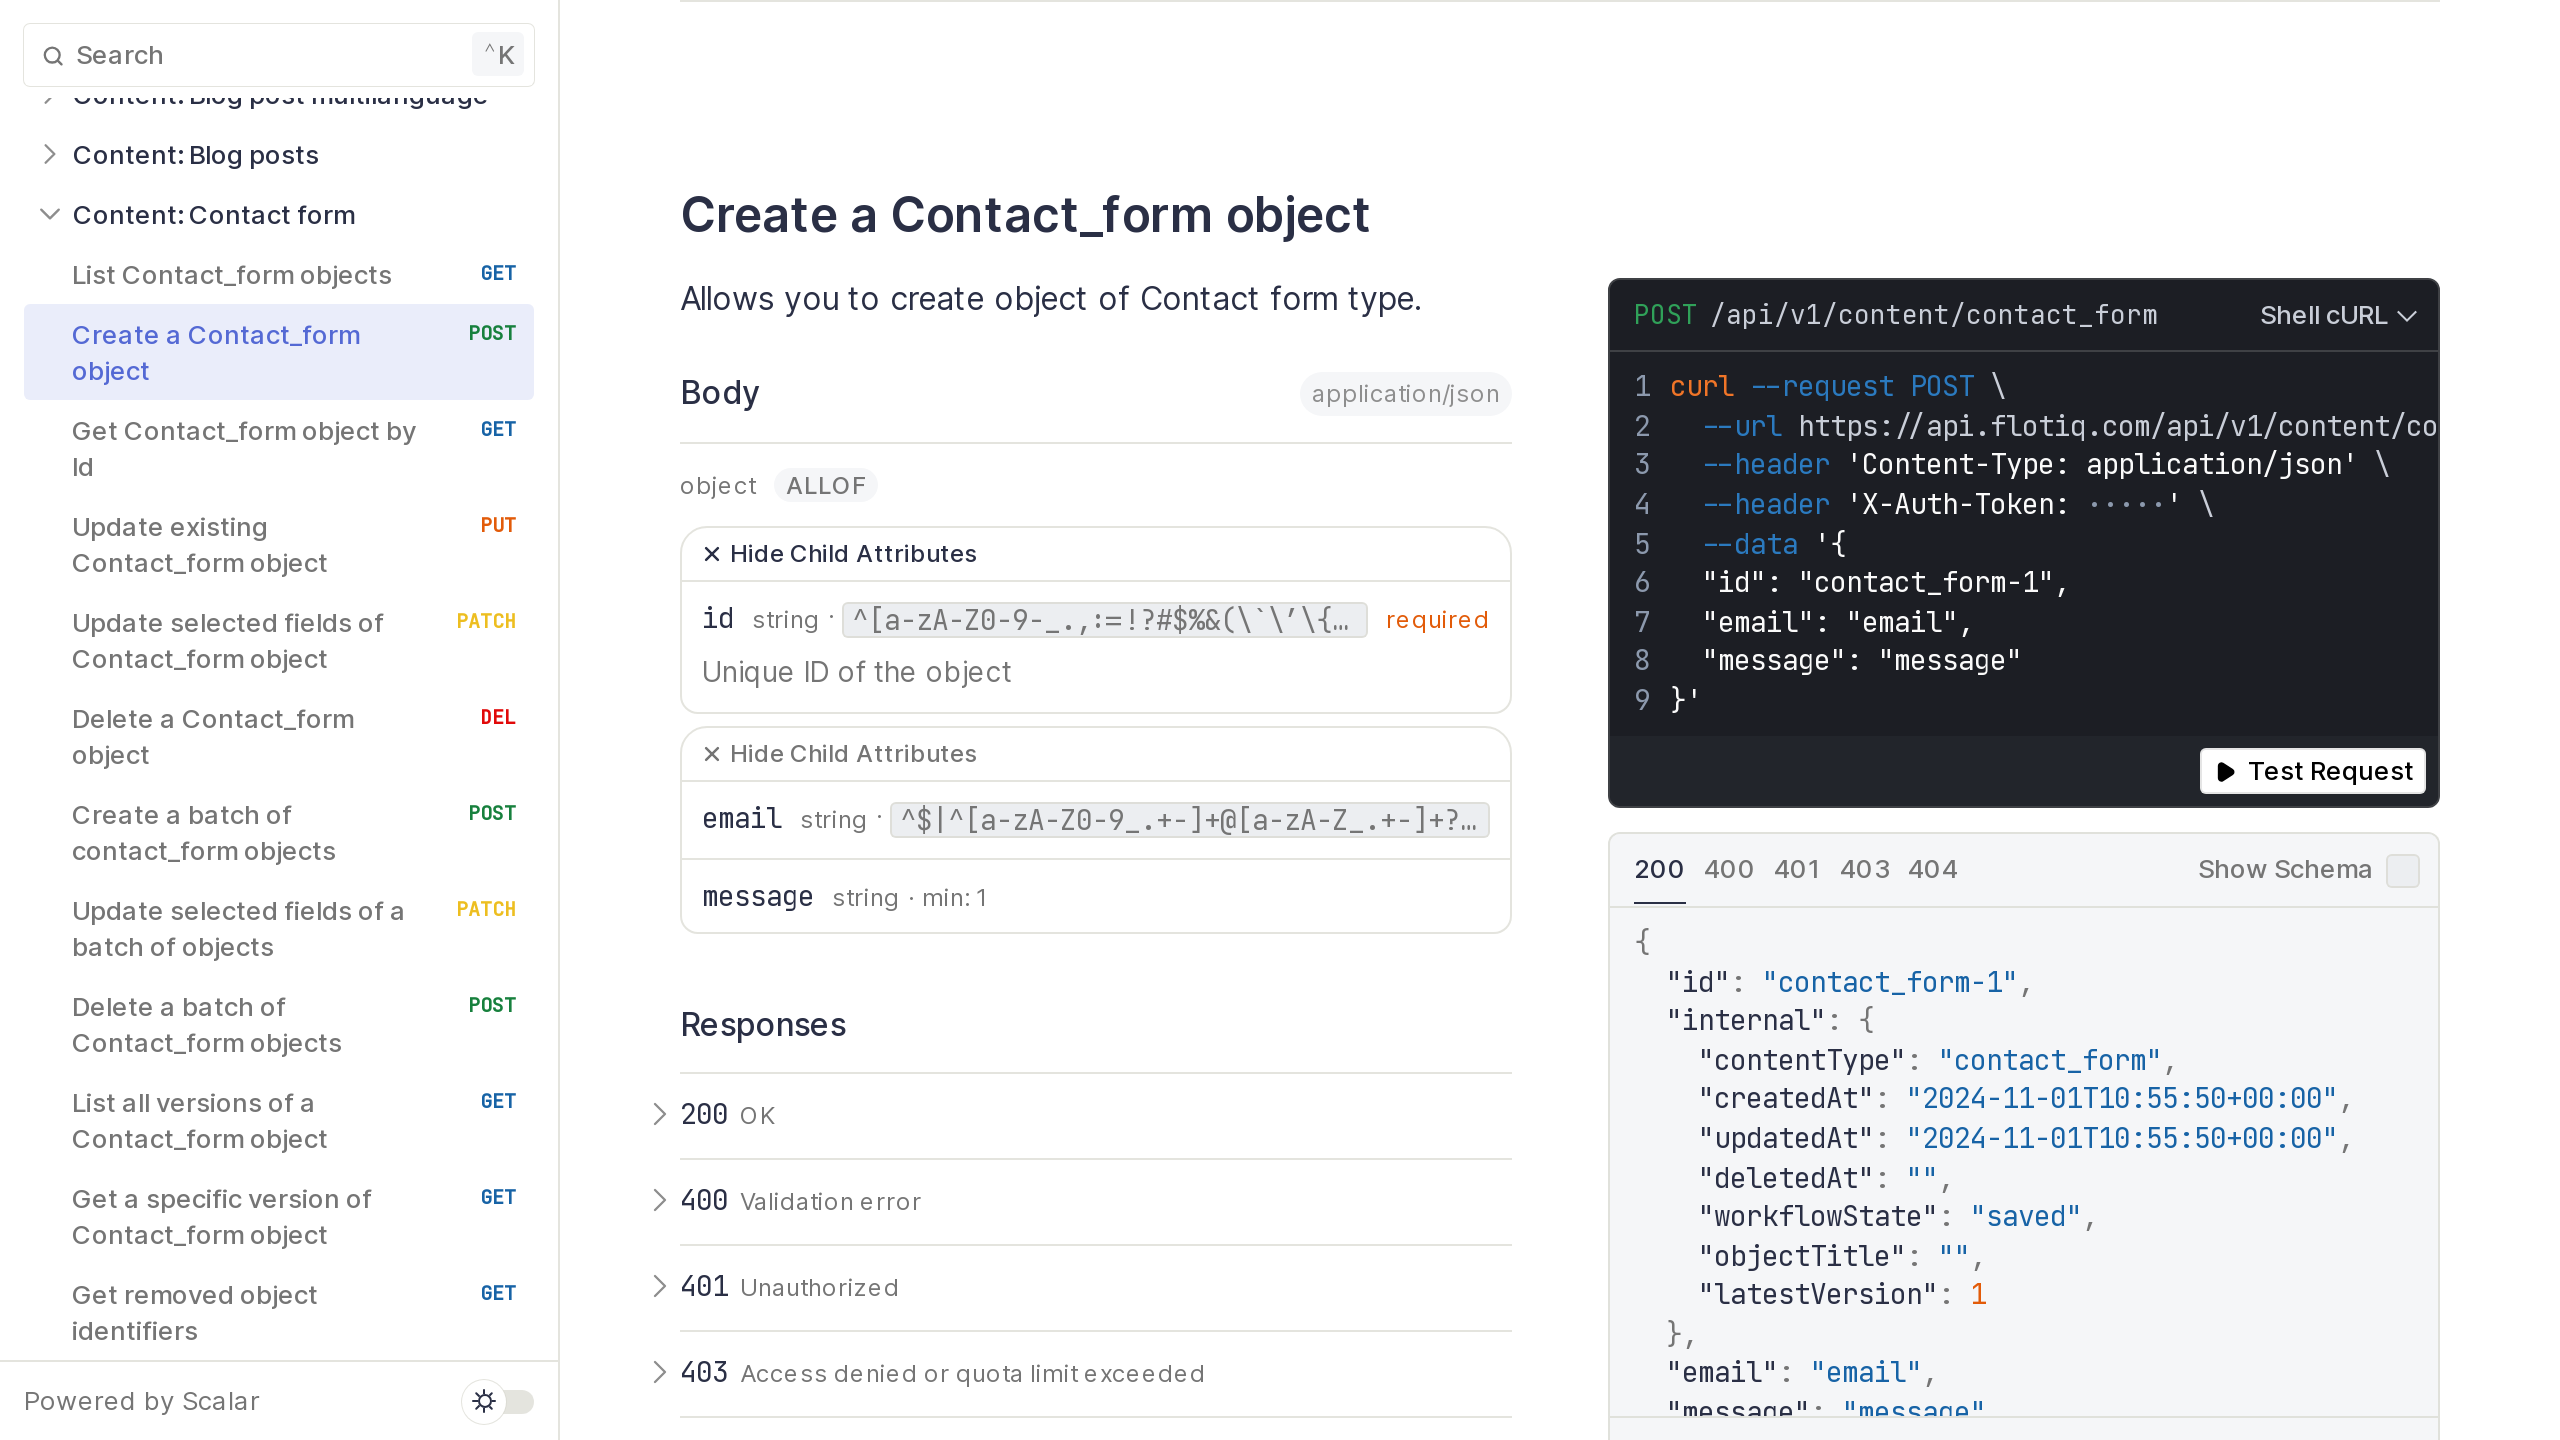 Search
^K
Content: Blog post multilanguage
Content: Blog posts
Content: Contact form
List Contact_form objects GET
Create a Contact_form POST
object
Get Contact_form object by GET
Id
Update existing PUT
Contact_form object
Update selected fields of PATCH
Contact_form object
Delete a Contact_form DEL
object
Create a batch of POST
contact_form objects
Update selected fields of a PATCH
batch of objects
Delete a batch of POST
Contact_form objects
List all versions of a GET
Contact_form object
Get a specific version of GET
Contact_form object
Get removed object GET
identifiers
Powered by Scalar
Create a Contact_form object
Allows you to create object of Contact form type.
Body application/json
object ALLOF
Hide Child Attributes
id string · ^[a-zA-Z0-9-_.,:=!?#$%&(\`\’\{… required
Unique ID of the object
Hide Child Attributes
email string · ^$|^[a-zA-Z0-9_.+-]+@[a-zA-Z_.+-]+?…
message string · min: 1
Responses
200 OK
400 Validation error
401 Unauthorized
403 Access denied or quota limit exceeded
POST /api/v1/content/contact_form Shell cURL
1 curl --request POST \
2 --url https://api.flotiq.com/api/v1/content/co
3 --header 'Content-Type: application/json' \
4 --header 'X-Auth-Token: ·····' \
5 --data '{
6 "id": "contact_form-1",
7 "email": "email",
8 "message": "message"
9 }'
Test Request
200 400 401 403 404 Show Schema
{
"id": "contact_form-1",
"internal": {
"contentType": "contact_form",
"createdAt": "2024-11-01T10:55:50+00:00",
"updatedAt": "2024-11-01T10:55:50+00:00",
"deletedAt": "",
"workflowState": "saved",
"objectTitle": "",
"latestVersion": 1
},
"email": "email",
"message": "message"